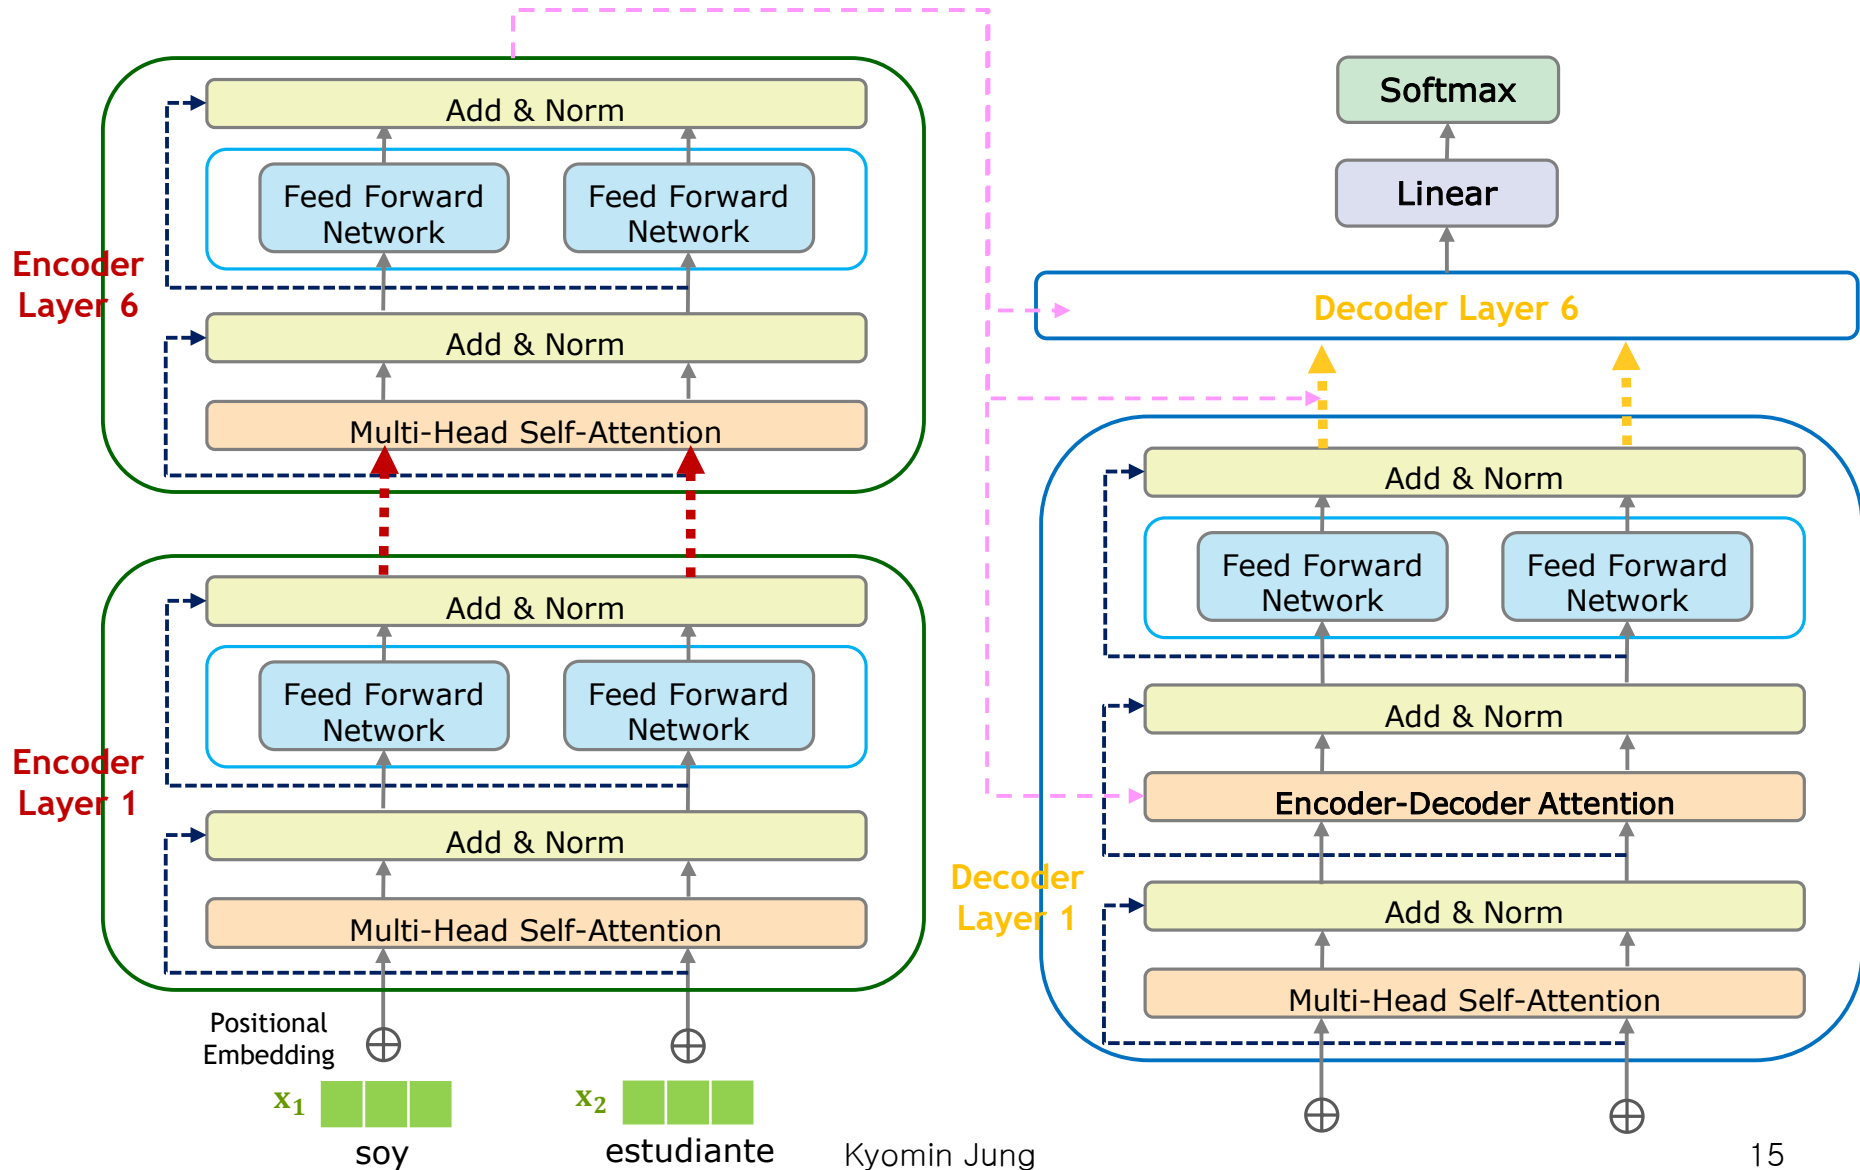 Add & Norm
Feed Forward
Network
Feed Forward
Network
Encoder
Layer 6
Add & Norm
Multi-Head Self-Attention
Add & Norm
Feed Forward
Network
Feed Forward
Network
Encoder
Layer 1
Add & Norm
Multi-Head Self-Attention
Positional
Embedding
x1
x2
soy
estudiante
Softmax
Linear
Decoder Layer 6
Add & Norm
Feed Forward
Network
Feed Forward
Network
Add & Norm
Encoder-Decoder Attention
Decoder
Layer 1
Add & Norm
Multi-Head Self-Attention
Kyomin Jung
15